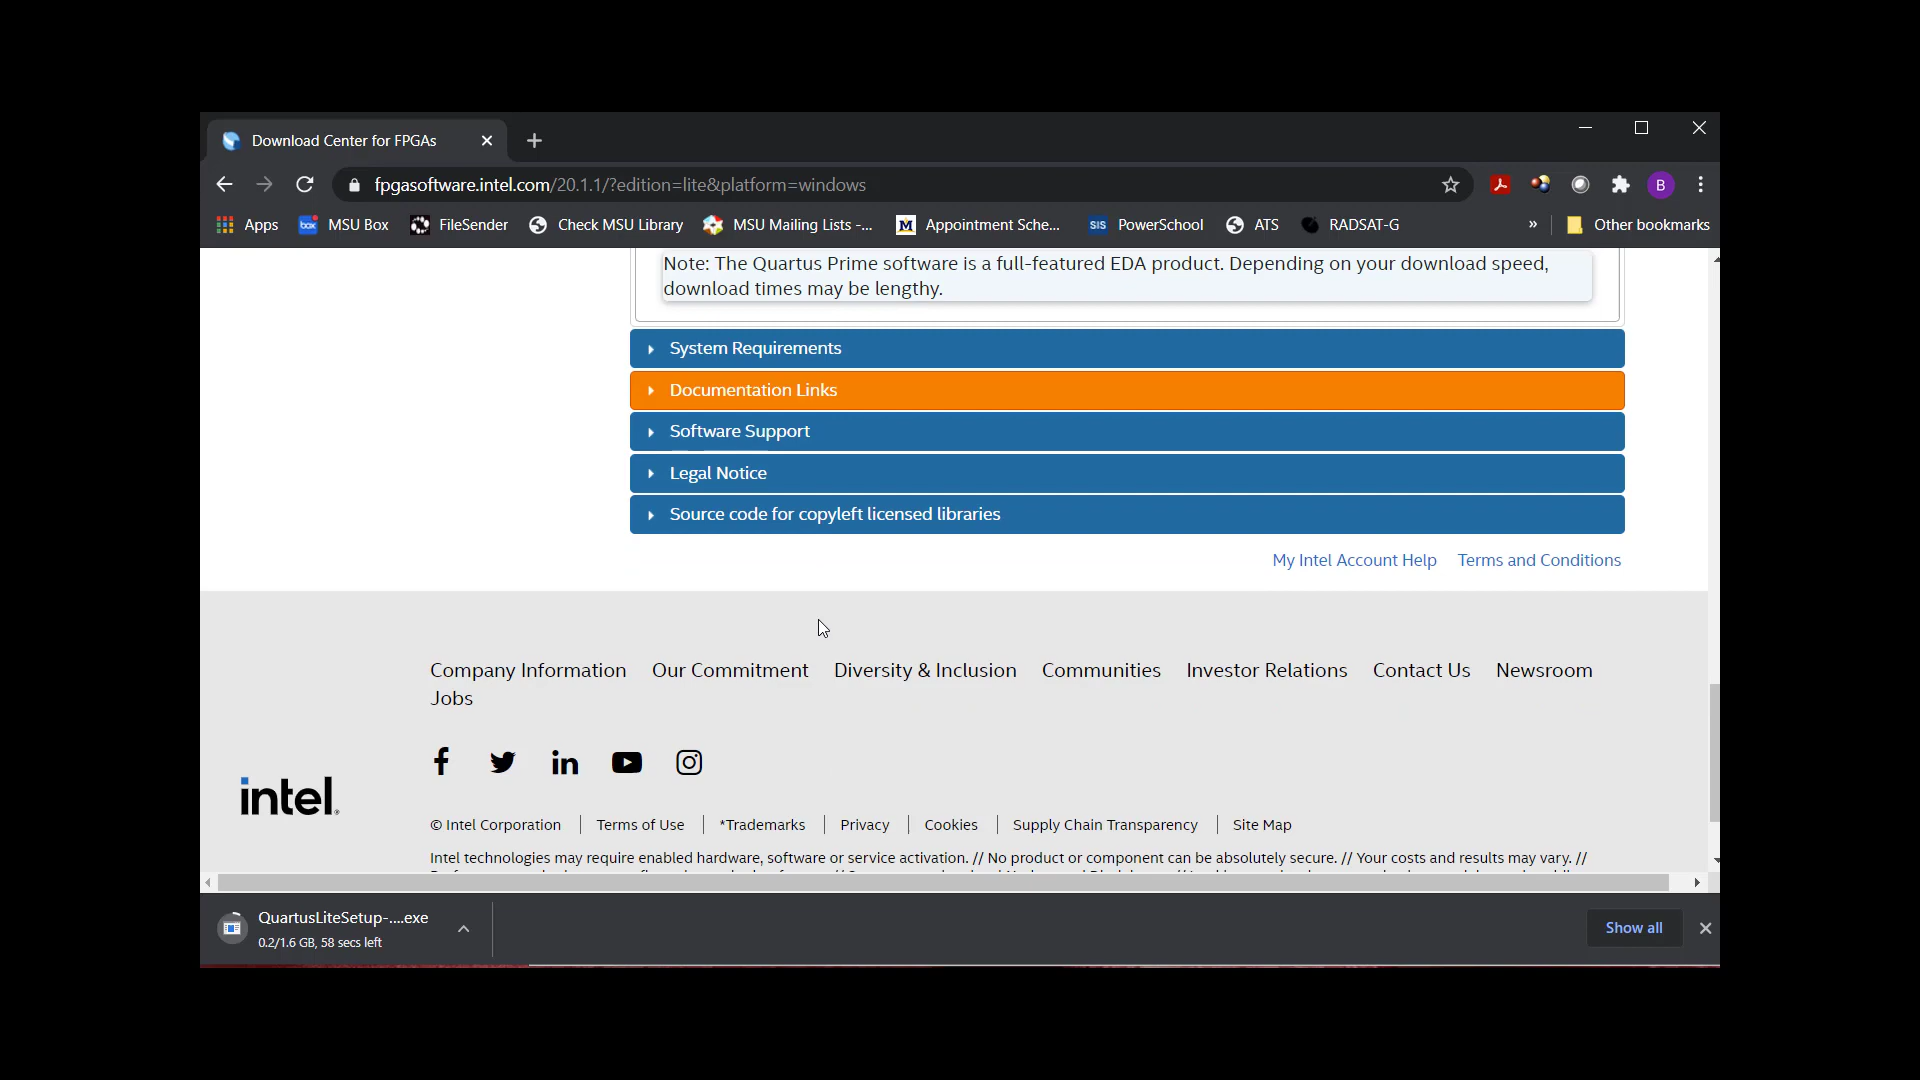 Download Center for FPGAs
fpgasoftware.intel.com/20.1.1/?edition=lite&platform=windows
B
Apps
box
MSU Box
FileSender
Check MSU Library
MSU Mailing Lists -...
M
Appointment Sche...
SIS
PowerSchool
ATS
RADSAT-G
»
Other bookmarks
Note: The Quartus Prime software is a full-featured EDA product. Depending on your download speed,
download times may be lengthy.
System Requirements
Documentation Links
Software Support
Legal Notice
Source code for copyleft licensed libraries
My Intel Account Help
Terms and Conditions
Company Information
Our Commitment
Diversity & Inclusion
Communities
Investor Relations
Contact Us
Newsroom
Jobs
intel.
© Intel Corporation
Terms of Use
*Trademarks
Privacy
Cookies
Supply Chain Transparency
Site Map
Intel technologies may require enabled hardware, software or service activation. // No product or component can be absolutely secure. // Your costs and results may vary. //
QuartusLiteSetup-....exe
0.2/1.6 GB, 58 secs left
Show all